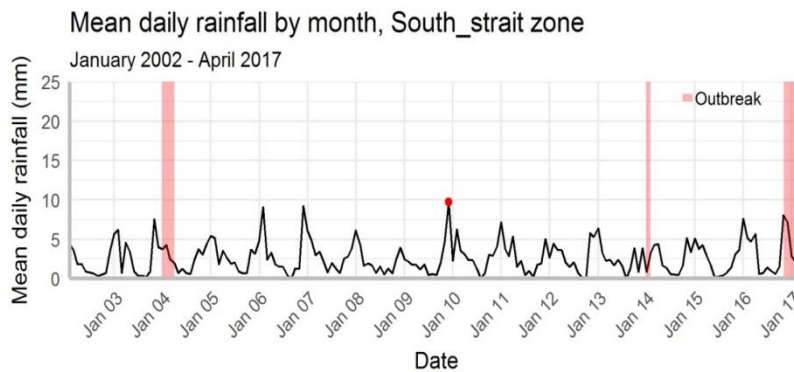 Mean daily rainfall by month, South_strait zone
January 2002 - April 2017
Mean daily rainfall (mm)
25
20
15
10
5
0
Outbreak
Jan 03
Jan 04
Jan 05
Jan 06
Jan 07
Jan 08
Jan 09
Jan 10
Jan 11
Jan 12
Jan 13
Jan 14
Jan 15
Jan 16
Jan 17
Date